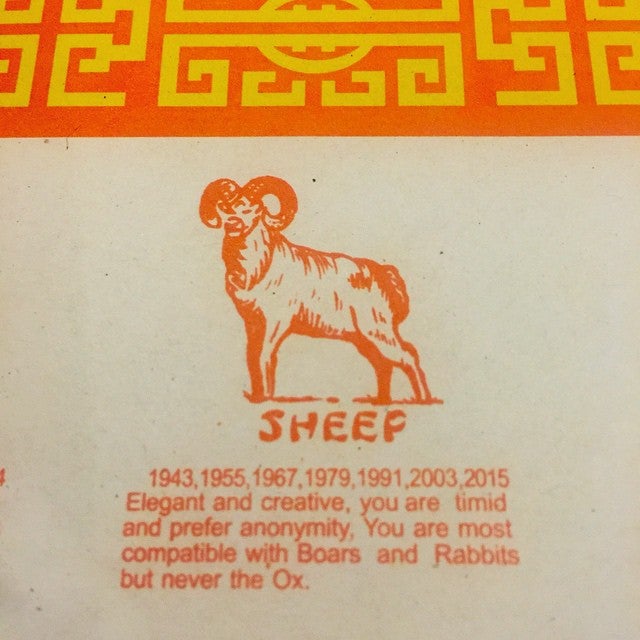 SHEEP
4
1943,1955,1967,1979,1991,2003,2015
Elegant and creative, you are timid
and prefer anonymity, You are most
compatible with Boars and Rabbits
but never the Ox.